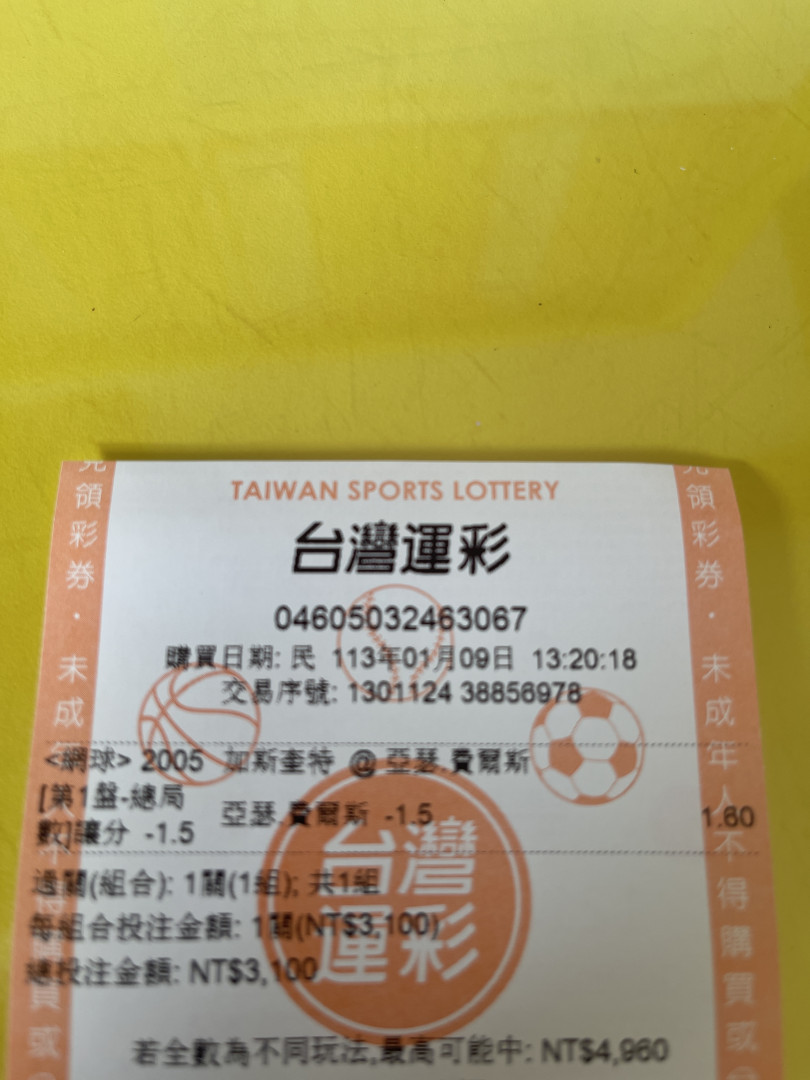 TAIWAN SPORTS LOTTERY
台灣運彩
04605032463067
購買日期: 民 113年01月09日 13:20:18
交易序號: 1301124 38856978
<網球> 2005 加斯奎特 @ 亞瑟.費爾斯
[第1盤-總局
數]讓分 -1.5 亞瑟.費爾斯 -1.5 1.60
過關(組合): 1關(1組); 共1組
每組合投注金額: 1關(NT$3,100)
總投注金額: NT$3,100
若全數為不同玩法,最高可能中: NT$4,960
台灣
運彩
領彩券・未成
領彩券・未成年人不得購買或